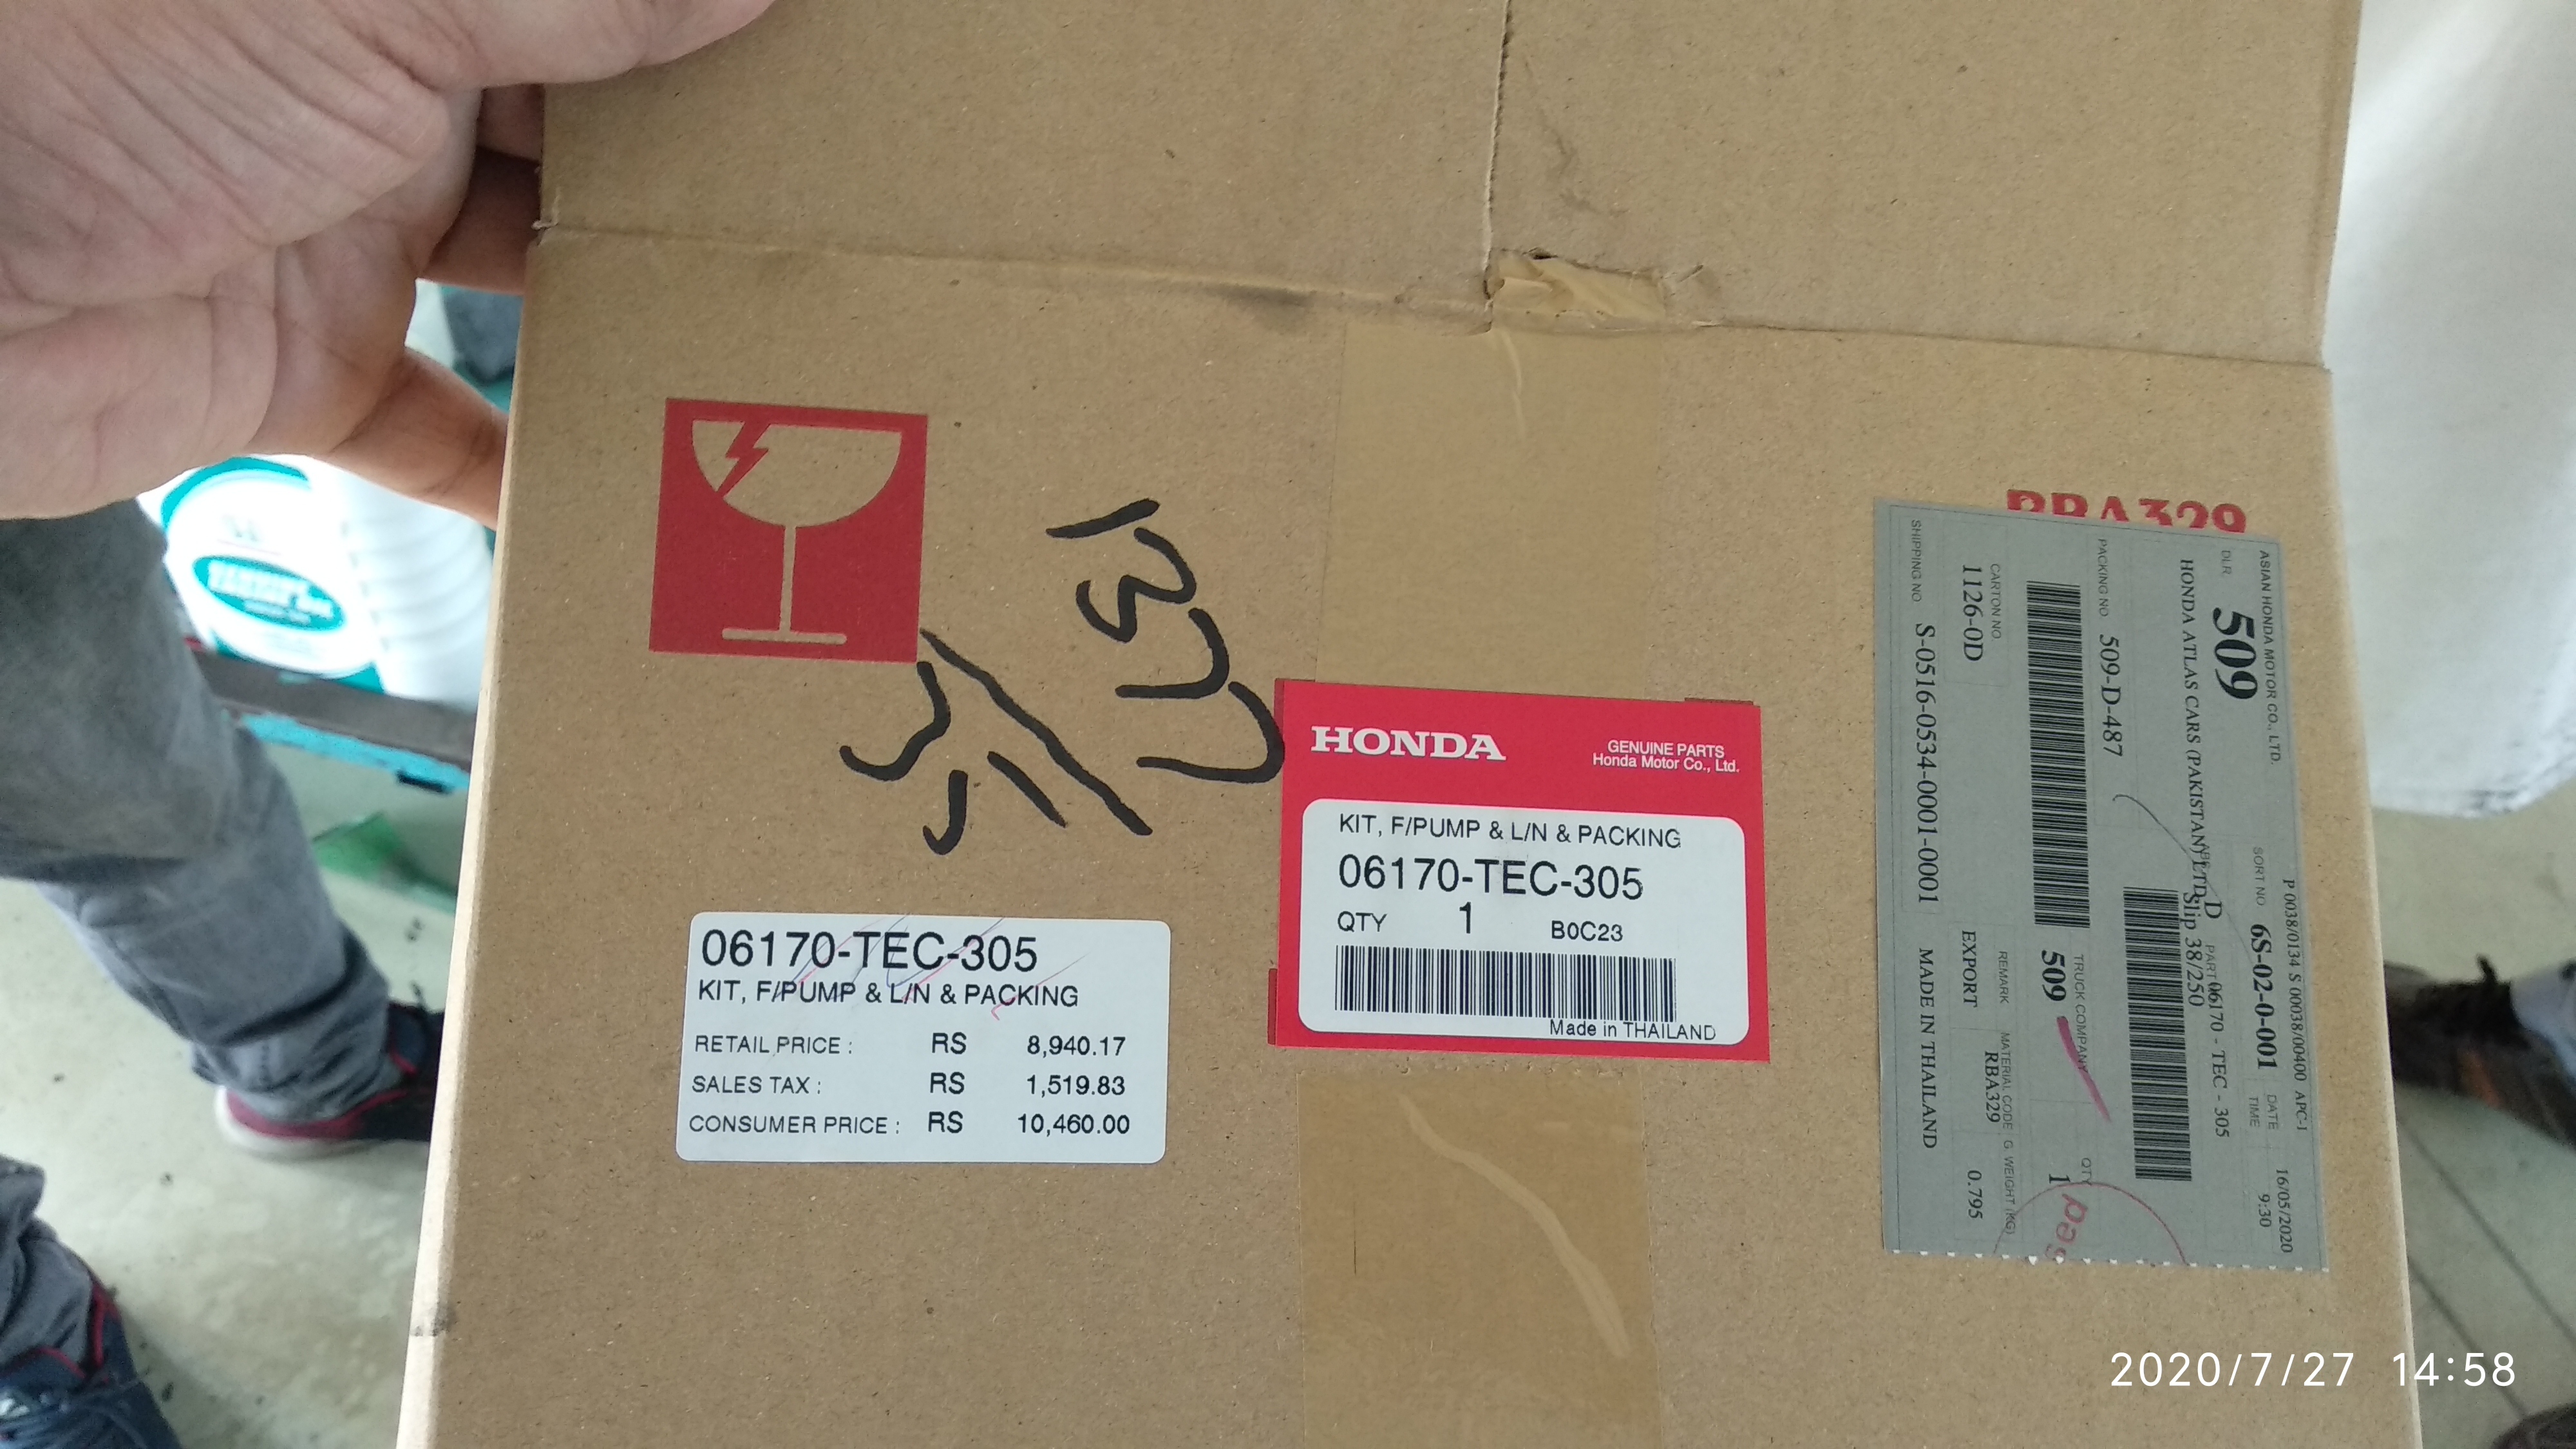 1377
HONDA
GENUINE PARTS
Honda Motor Co., Ltd.
KIT, F/PUMP & L/N & PACKING
06170-TEC-305
QTY 1 B0C23
Made in THAILAND
06170-TEC-305
KIT, F/PUMP & L/N & PACKING
RETAIL PRICE : RS 8,940.17
SALES TAX : RS 1,519.83
CONSUMER PRICE : RS 10,460.00
RBA329
ASIAN HONDA MOTOR CO., LTD. P 0038/0134 S 00038/00400 APC-1
DLR 509 SORT NO 6S-02-0-001 DATE 16/05/2020
TIME 9:30
HONDA ATLAS CARS (PAKISTAN) LTD. D PART 06170 - TEC - 305
Slip 38/250
PACKING NO 509-D-487
TRUCK COMPANY 509 QTY 1
CARTON NO. 1126-0D REMARK EXPORT MATERIAL CODE RBA329 G. WEIGHT (KG) 0.795
SHIPPING NO S-0516-0534-0001-0001 MADE IN THAILAND
2020/7/27 14:58